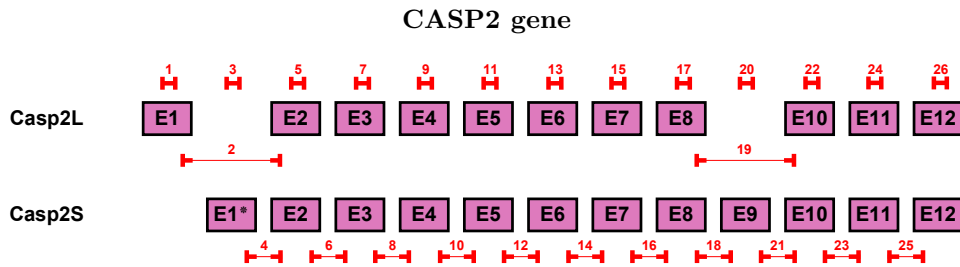 CASP2 gene
1 3 5 7 9 11 13 15 17 20 22 24 26
Casp2L E1 E2 E3 E4 E5 E6 E7 E8 E10 E11 E12
2 19
Casp2S E1* E2 E3 E4 E5 E6 E7 E8 E9 E10 E11 E12
4 6 8 10 12 14 16 18 21 23 25